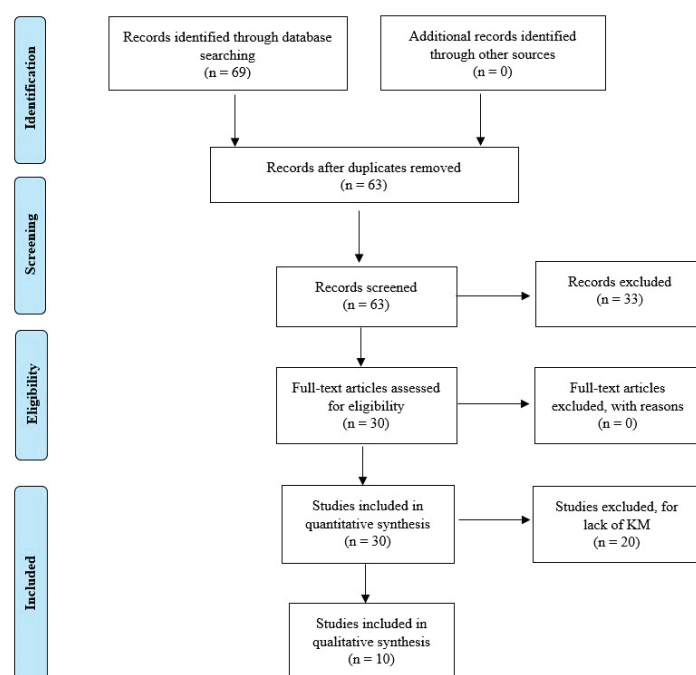 Identification
Records identified through database
searching
(n = 69)
Additional records identified
through other sources
(n = 0)
Records after duplicates removed
(n = 63)
Screening
Records screened
(n = 63)
Records excluded
(n = 33)
Eligibility
Full-text articles assessed
for eligibility
(n = 30)
Full-text articles
excluded, with reasons
(n = 0)
Included
Studies included in
quantitative synthesis
(n = 30)
Studies excluded, for
lack of KM
(n = 20)
Studies included in
qualitative synthesis
(n = 10)